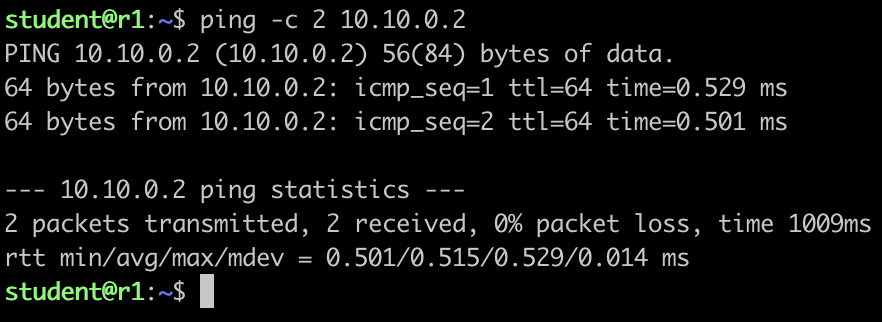 student@r1:~$ ping -c 2 10.10.0.2
PING 10.10.0.2 (10.10.0.2) 56(84) bytes of data.
64 bytes from 10.10.0.2: icmp_seq=1 ttl=64 time=0.529 ms
64 bytes from 10.10.0.2: icmp_seq=2 ttl=64 time=0.501 ms

--- 10.10.0.2 ping statistics ---
2 packets transmitted, 2 received, 0% packet loss, time 1009ms
rtt min/avg/max/mdev = 0.501/0.515/0.529/0.014 ms
student@r1:~$